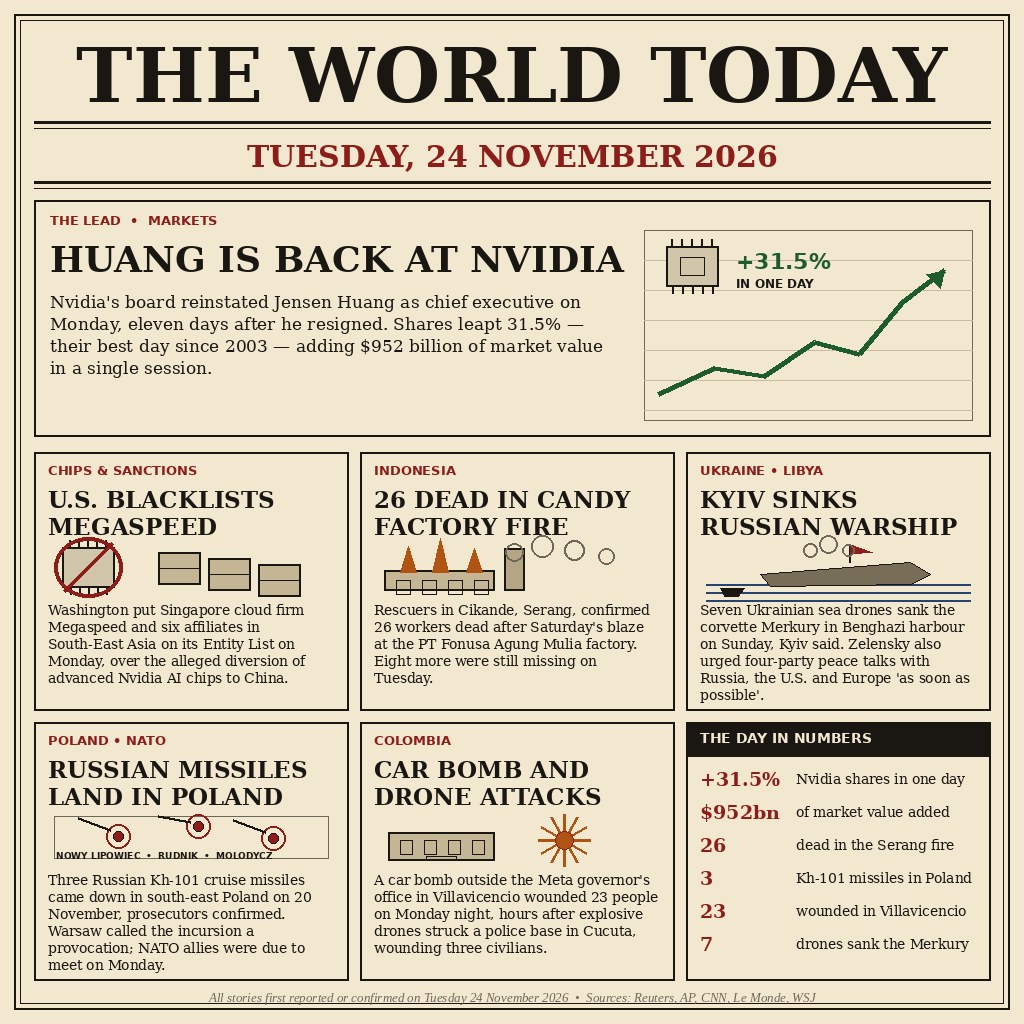 THE WORLD TODAY
TUESDAY, 24 NOVEMBER 2026
THE LEAD • MARKETS
HUANG IS BACK AT NVIDIA
Nvidia's board reinstated Jensen Huang as chief executive on
Monday, eleven days after he resigned. Shares leapt 31.5% —
their best day since 2003 — adding $952 billion of market value
in a single session.
+31.5%
IN ONE DAY
CHIPS & SANCTIONS
U.S. BLACKLISTS
MEGASPEED
Washington put Singapore cloud firm
Megaspeed and six affiliates in
South-East Asia on its Entity List on
Monday, over the alleged diversion of
advanced Nvidia AI chips to China.
INDONESIA
26 DEAD IN CANDY
FACTORY FIRE
Rescuers in Cikande, Serang, confirmed
26 workers dead after Saturday's blaze
at the PT Fonusa Agung Mulia factory.
Eight more were still missing on
Tuesday.
UKRAINE • LIBYA
KYIV SINKS
RUSSIAN WARSHIP
Seven Ukrainian sea drones sank the
corvette Merkury in Benghazi harbour
on Sunday, Kyiv said. Zelensky also
urged four-party peace talks with
Russia, the U.S. and Europe 'as soon as
possible'.
POLAND • NATO
RUSSIAN MISSILES
LAND IN POLAND
NOWY LIPOWIEC • RUDNIK • MOLODYCZ
Three Russian Kh-101 cruise missiles
came down in south-east Poland on 20
November, prosecutors confirmed.
Warsaw called the incursion a
provocation; NATO allies were due to
meet on Monday.
COLOMBIA
CAR BOMB AND
DRONE ATTACKS
A car bomb outside the Meta governor's
office in Villavicencio wounded 23 people
on Monday night, hours after explosive
drones struck a police base in Cucuta,
wounding three civilians.
THE DAY IN NUMBERS
+31.5% Nvidia shares in one day
$952bn of market value added
26 dead in the Serang fire
3 Kh-101 missiles in Poland
23 wounded in Villavicencio
7 drones sank the Merkury
All stories first reported or confirmed on Tuesday 24 November 2026 • Sources: Reuters, AP, CNN, Le Monde, WSJ